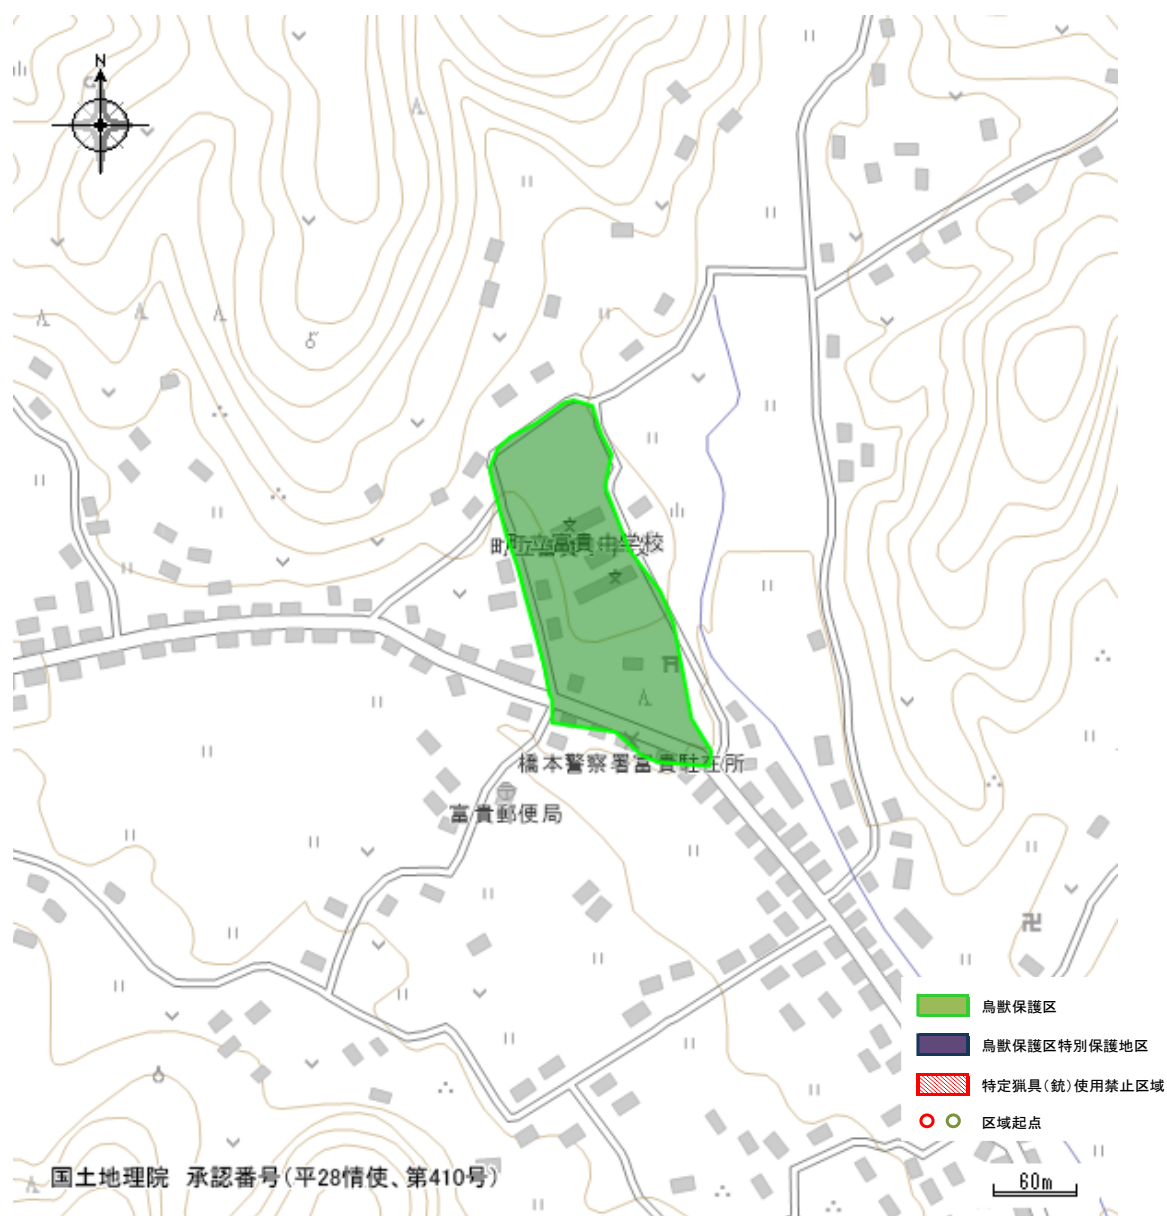 N
町立富貴中学校
橋本警察署富貴駐在所
富貴郵便局
鳥獣保護区
鳥獣保護区特別保護地区
特定猟具(銃)使用禁止区域
区域起点
国土地理院 承認番号(平28情使、第410号)
60m